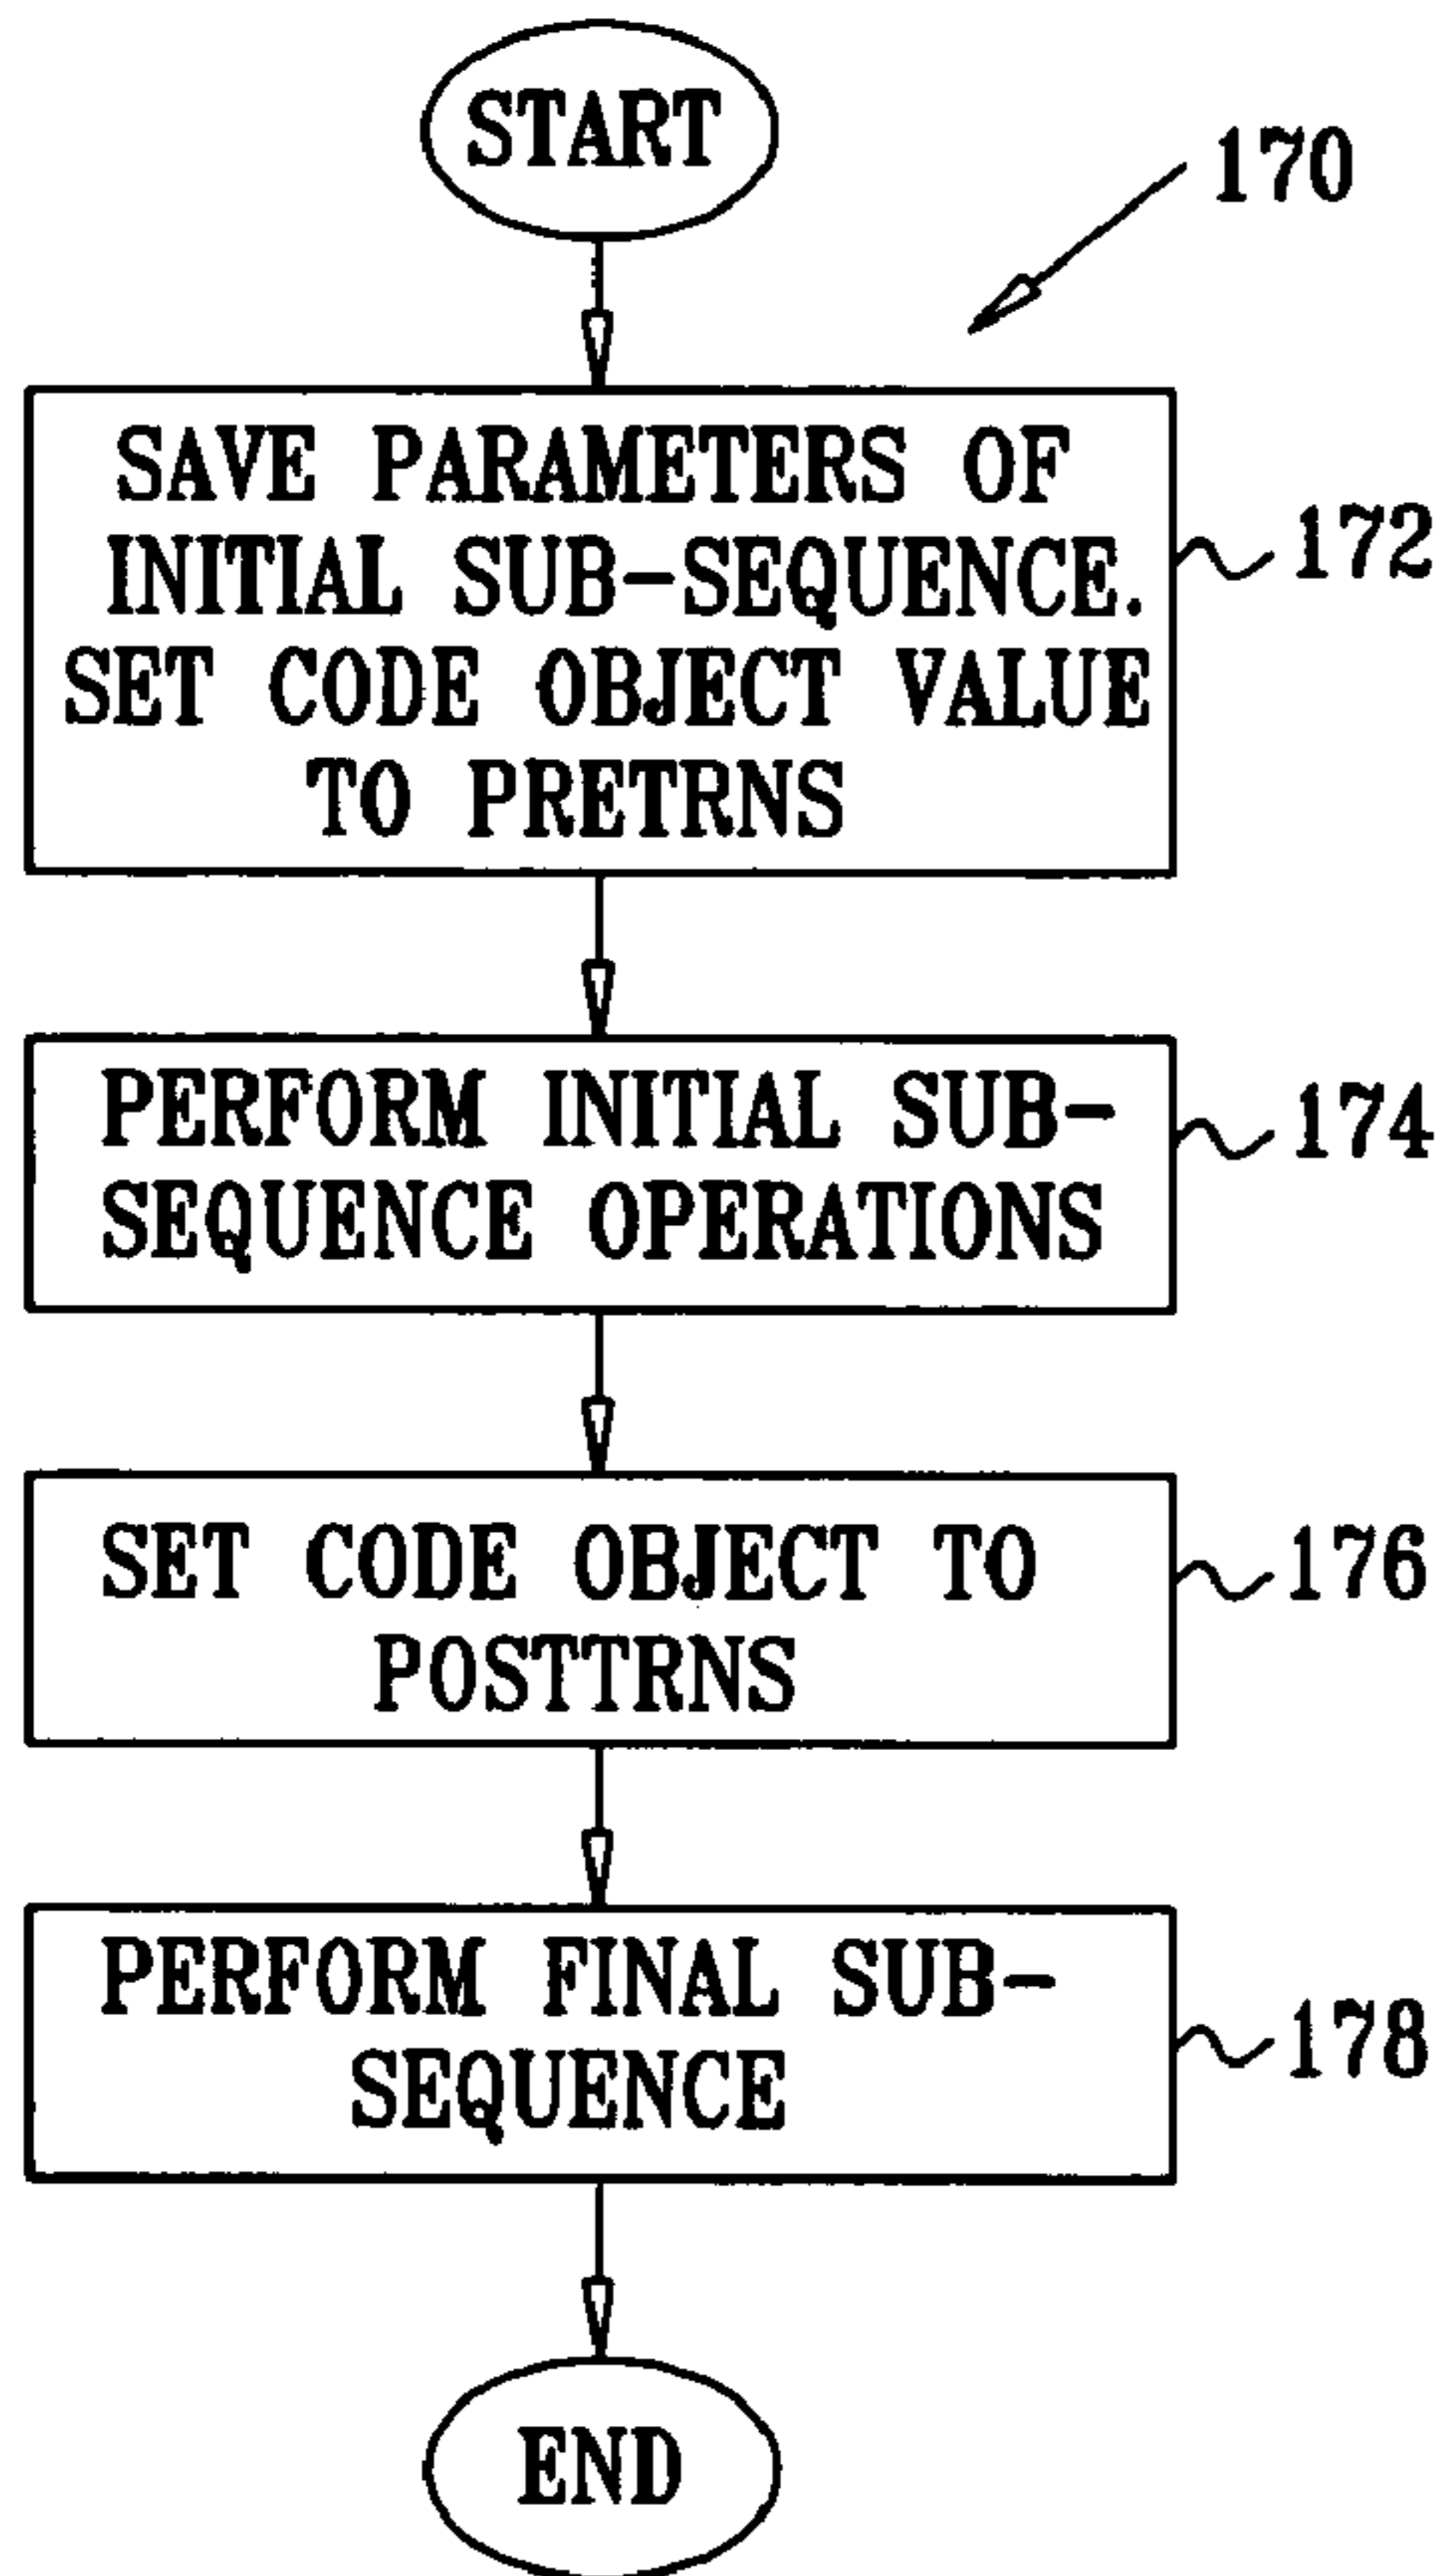 START
170
SAVE PARAMETERS OF
INITIAL SUB-SEQUENCE.
SET CODE OBJECT VALUE
TO PRETRNS
172
PERFORM INITIAL SUB-
SEQUENCE OPERATIONS
174
SET CODE OBJECT TO
POSTTRNS
176
PERFORM FINAL SUB-
SEQUENCE
178
END